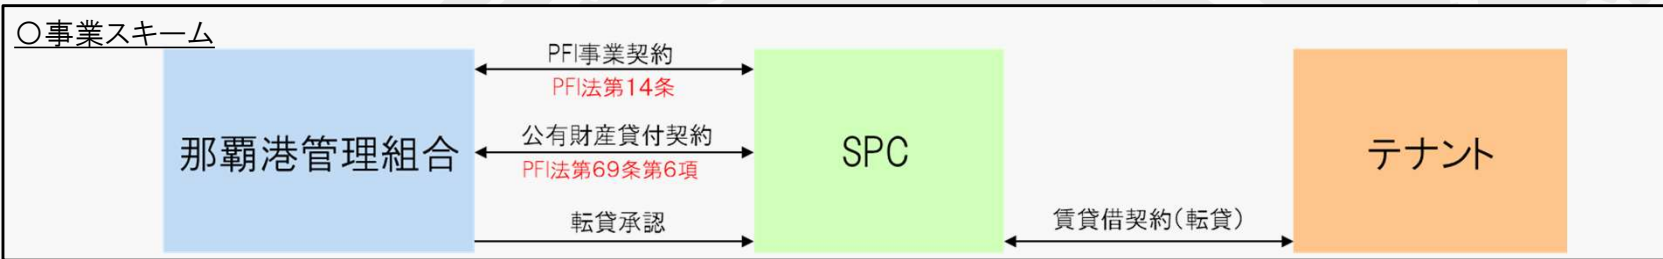 〇事業スキーム
那覇港管理組合
PFI事業契約
PFI法第14条
公有財産貸付契約
PFI法第69条第6項
転貸承認
SPC
賃貸借契約(転貸)
テナント